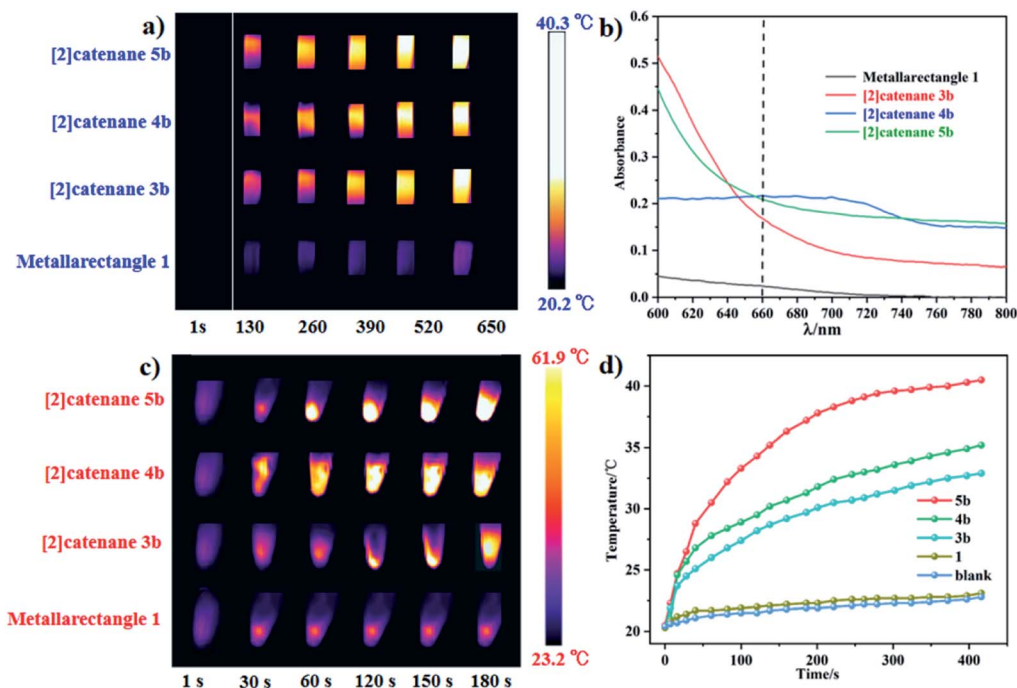 a)
[2]catenane 5b
[2]catenane 4b
[2]catenane 3b
Metallarectangle 1
1s 130 260 390 520 650
40.3 ℃
20.2 ℃
b)
Absorbance
0.6
0.5
0.4
0.3
0.2
0.1
0.0
Metallarectangle 1
[2]catenane 3b
[2]catenane 4b
[2]catenane 5b
600 620 640 660 680 700 720 740 760 780 800
λ/nm
c)
[2]catenane 5b
[2]catenane 4b
[2]catenane 3b
Metallarectangle 1
1 s 30 s 60 s 120 s 150 s 180 s
61.9 ℃
23.2 ℃
d)
Temperature/℃
40
35
30
25
20
5b
4b
3b
1
blank
0 100 200 300 400
Time/s